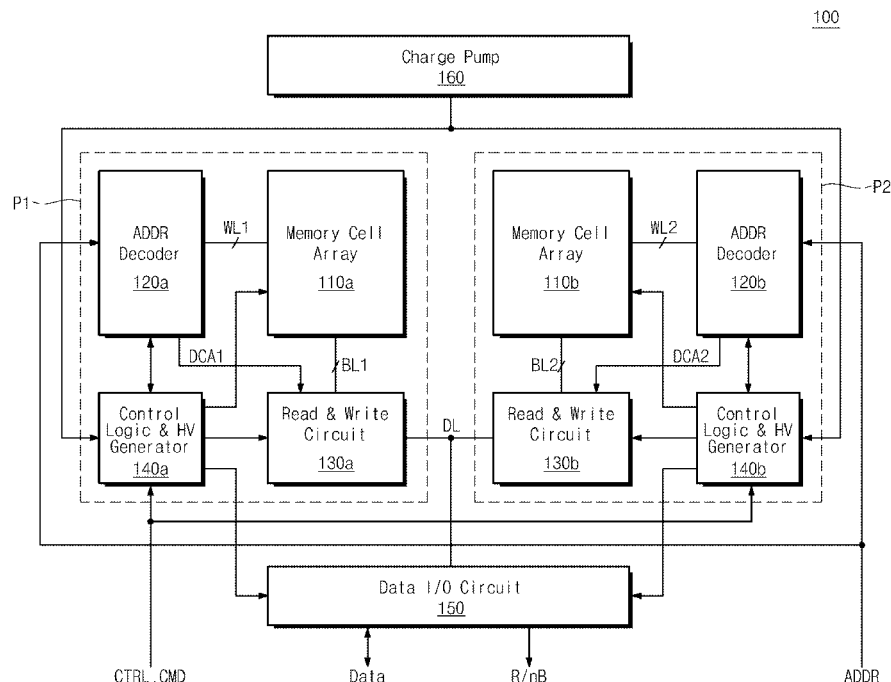 100
Charge Pump
160
P1
P2
ADDR
Decoder
120a
WL1
Memory Cell
Array
110a
Memory Cell
Array
110b
WL2
ADDR
Decoder
120b
DCA1
BL1
BL2
DCA2
Control
Logic & HV
Generator
140a
Read & Write
Circuit
130a
DL
Read & Write
Circuit
130b
Control
Logic & HV
Generator
140b
Data I/O Circuit
150
CTRL, CMD
Data
R/nB
ADDR